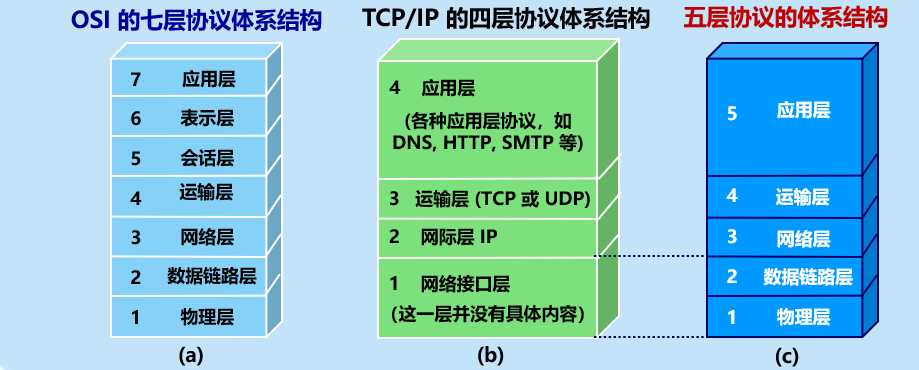 OSI 的七层协议体系结构
7 应用层
6 表示层
5 会话层
4 运输层
3 网络层
2 数据链路层
1 物理层
(a)
TCP/IP 的四层协议体系结构
4 应用层
(各种应用层协议，如
DNS, HTTP, SMTP 等)
3 运输层 (TCP 或 UDP)
2 网际层 IP
1 网络接口层
(这一层并没有具体内容)
(b)
五层协议的体系结构
5 应用层
4 运输层
3 网络层
2 数据链路层
1 物理层
(c)